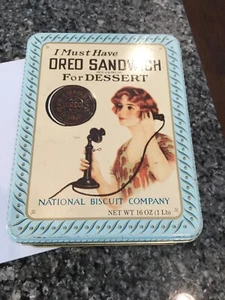 I Must Have
OREO SANDWICH
For DESSERT
NATIONAL BISCUIT COMPANY
NET WT 16 OZ (1 Lb)